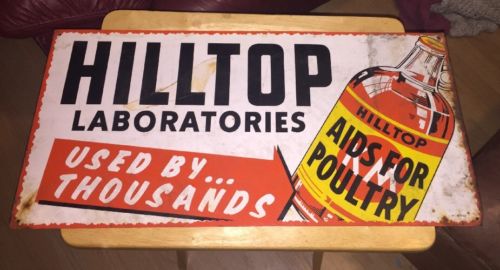 HILLTOP
LABORATORIES
USED BY...
THOUSANDS
HILLTOP
AIDS FOR
POULTRY